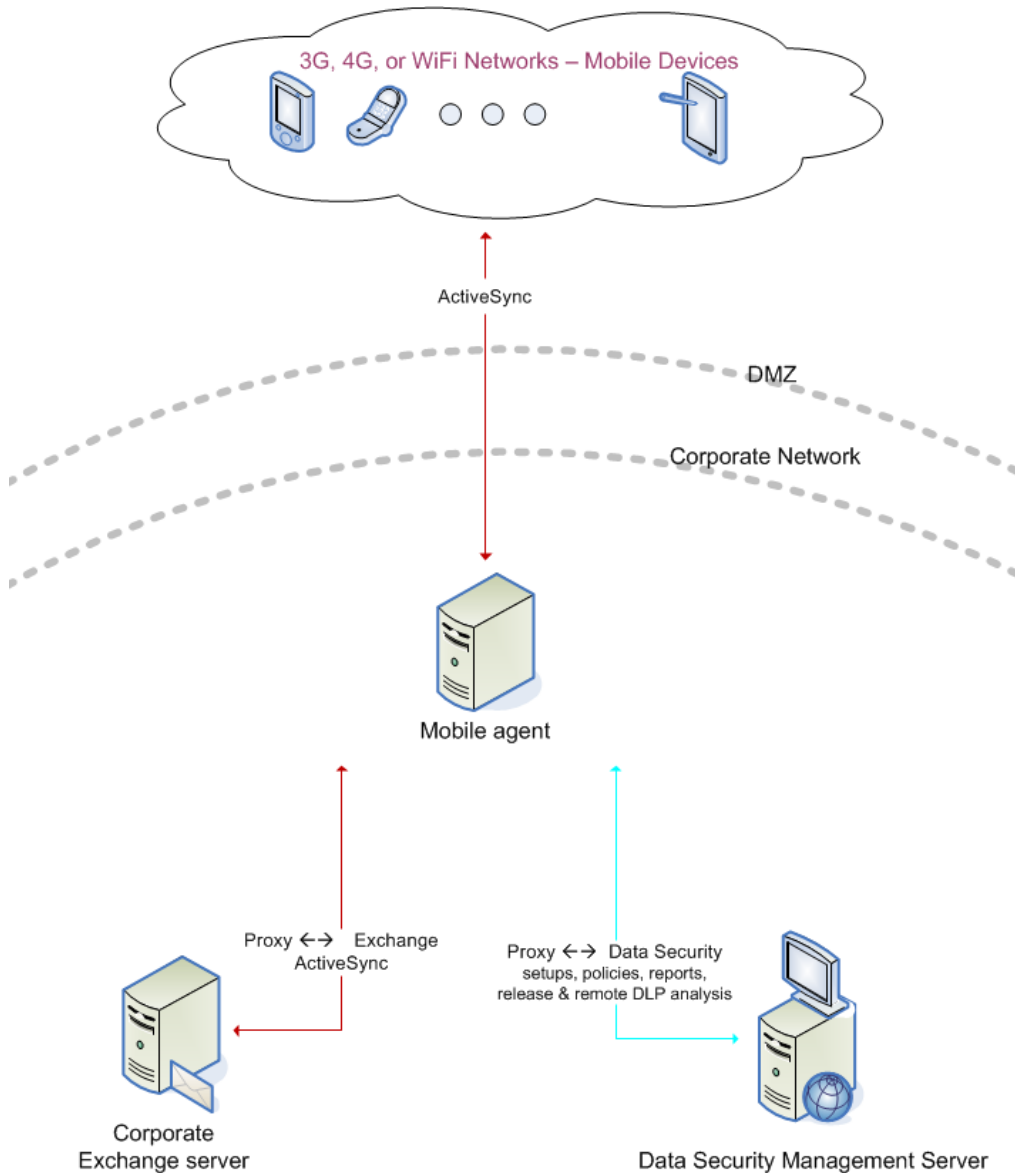 3G, 4G, or WiFi Networks – Mobile Devices
ActiveSync
DMZ
Corporate Network
Mobile agent
Proxy ←→ Exchange
ActiveSync
Proxy ←→ Data Security
setups, policies, reports,
release & remote DLP analysis
Corporate
Exchange server
Data Security Management Server